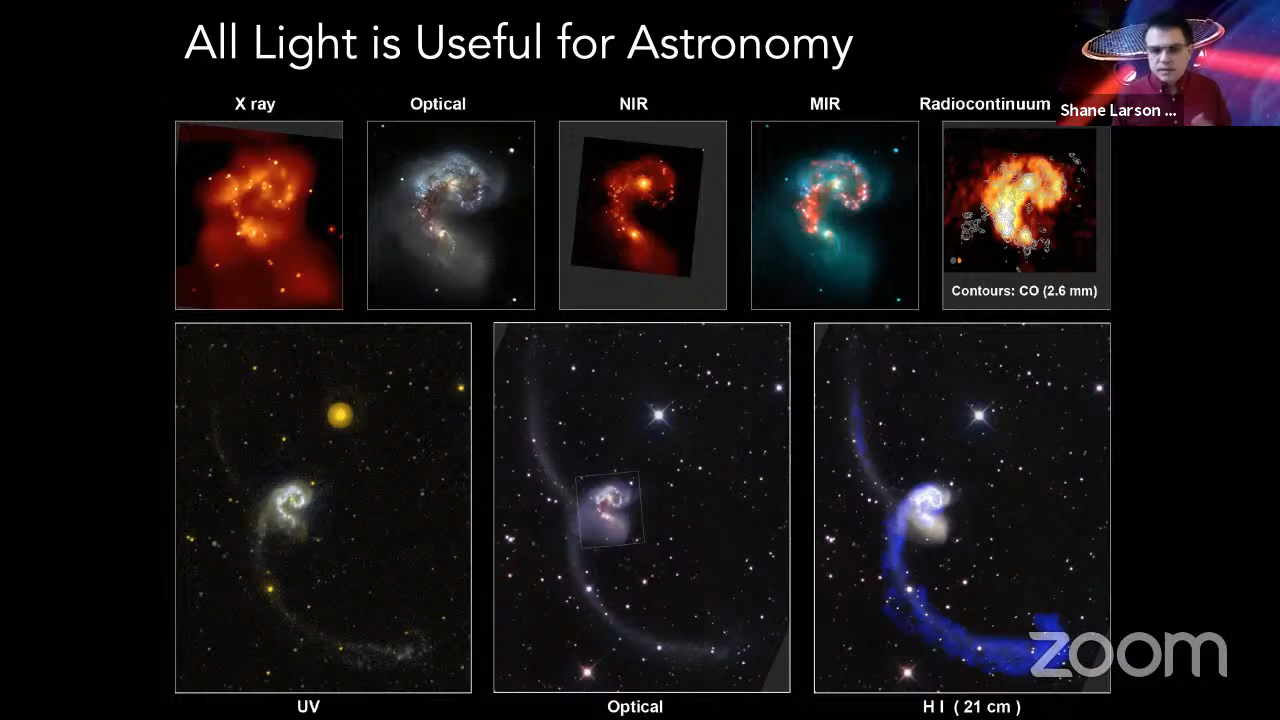 All Light is Useful for Astronomy
X ray
Optical
NIR
MIR
Radiocontinuum
Shane Larson ...
Contours: CO (2.6 mm)
zoom
UV
Optical
H I ( 21 cm )